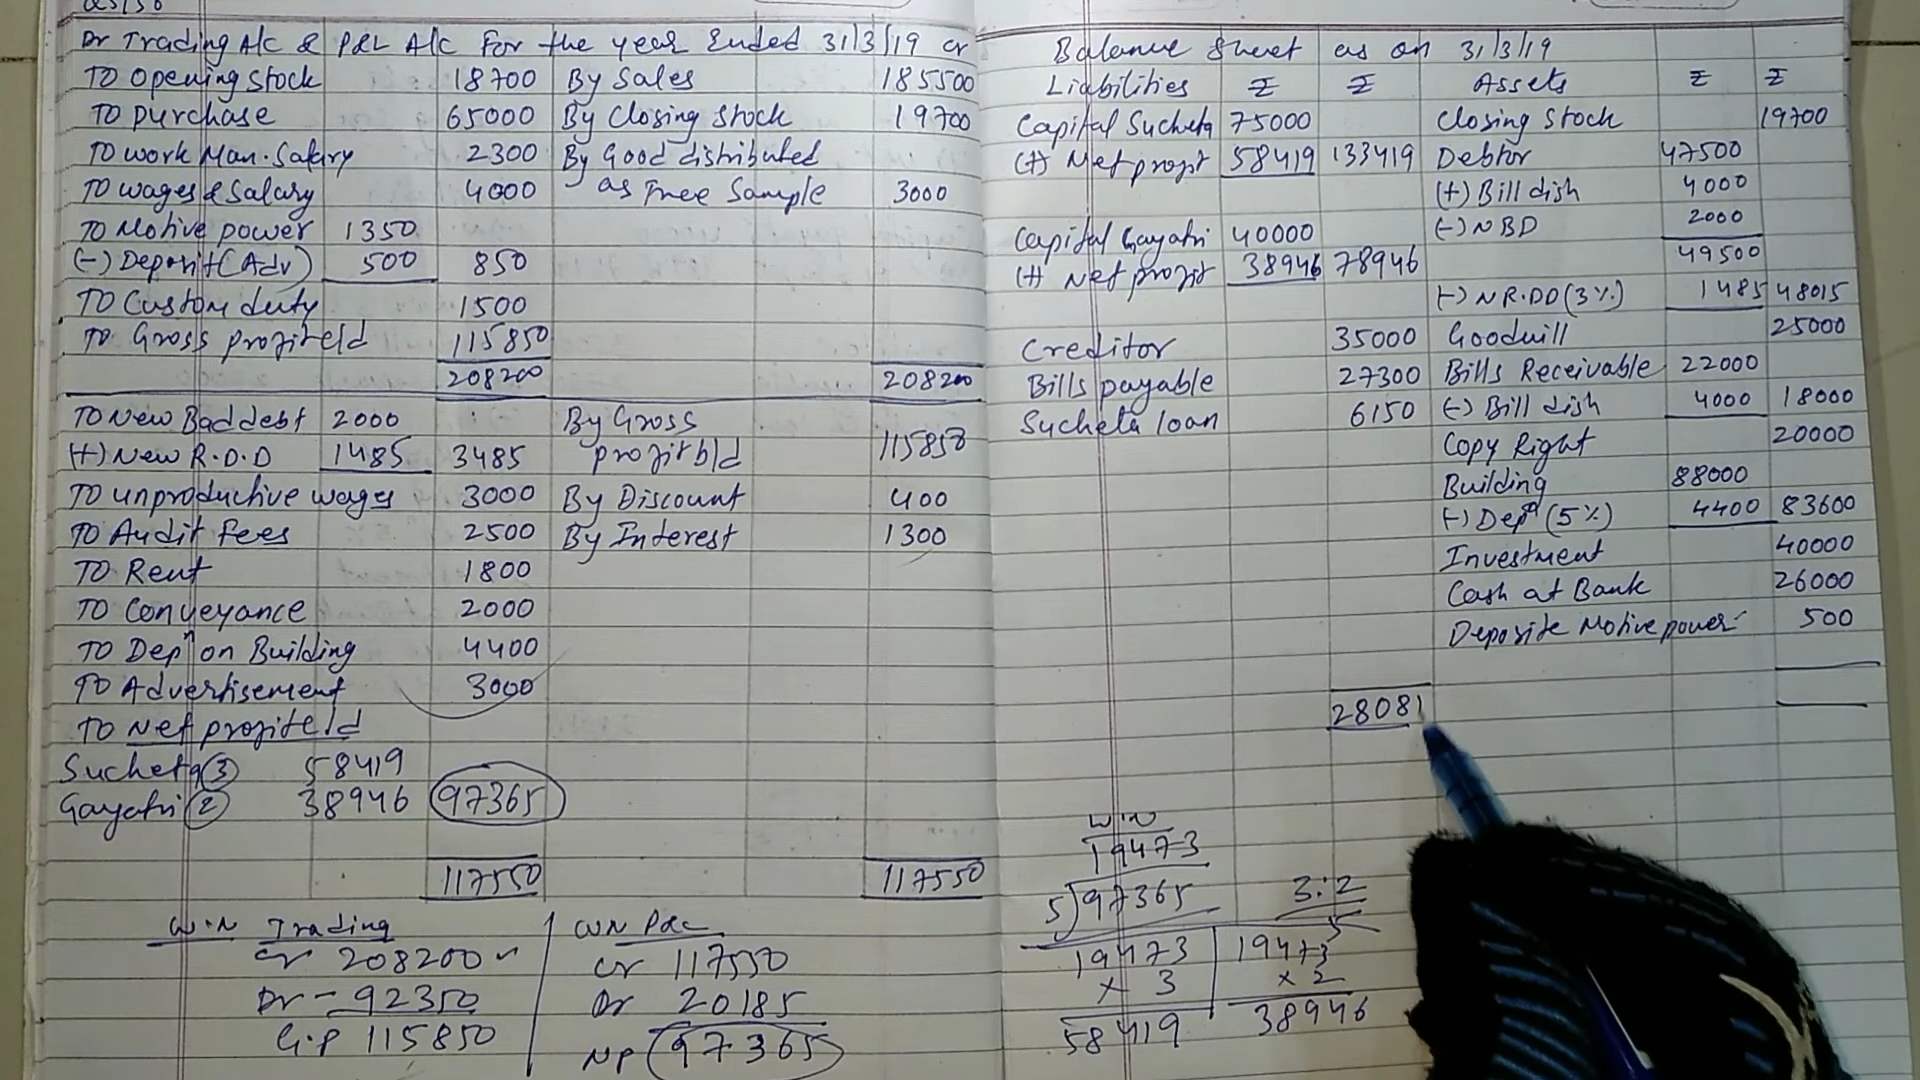 Dr Trading A/c & P&L A/c For the year Ended 31/3/19 cr
TO Opening Stock 18700 By Sales 185500
TO purchase 65000 By Closing Stock 19700
TO work Man. Salary 2300 By Good distributed
TO wages & Salary 4000 as Free Sample 3000
TO Motive power 1350
(-) Deposit (Adv) 500 850
TO Custom duty 1500
TO Gross profit c/d 115850
208200 208200
TO New Bad debt 2000 By Gross
(+) New R.D.D 1485 3485 profit b/d 115850
TO unproductive wages 3000 By Discount 400
TO Audit Fees 2500 By Interest 1300
TO Rent 1800
TO Conveyance 2000
TO Depn on Building 4400
TO Advertisement 3000
TO Net profit c/d
Sucheta 3 58419
Gayatri 2 38946 97365
117550 117550
W.N Trading
Cr 208200
Dr - 92350
G.P 115850
WN P&L
Cr 117550
Dr 20185
NP 97365
Balance Sheet as on 31/3/19
Liabilities ₹ ₹ Assets ₹ ₹
Capital Sucheta 75000 Closing Stock 19700
(+) Net profit 58419 133419 Debtor 47500
(+) Bill dish 4000
Capital Gayatri 40000 (-) NBD 2000
(+) Net profit 38946 78946 49500
(-) N R.DD (3%) 1485 48015
Creditor 35000 Goodwill 25000
Bills payable 27300 Bills Receivable 22000
Sucheta loan 6150 (-) Bill dish 4000 18000
Copy Right 20000
Building 88000
(-) Depn (5%) 4400 83600
Investment 40000
Cash at Bank 26000
Deposite Motive power 500
28081
W.N
19473
5)97365 3:2
5
19473 19473
x 3 x 2
58419 38946